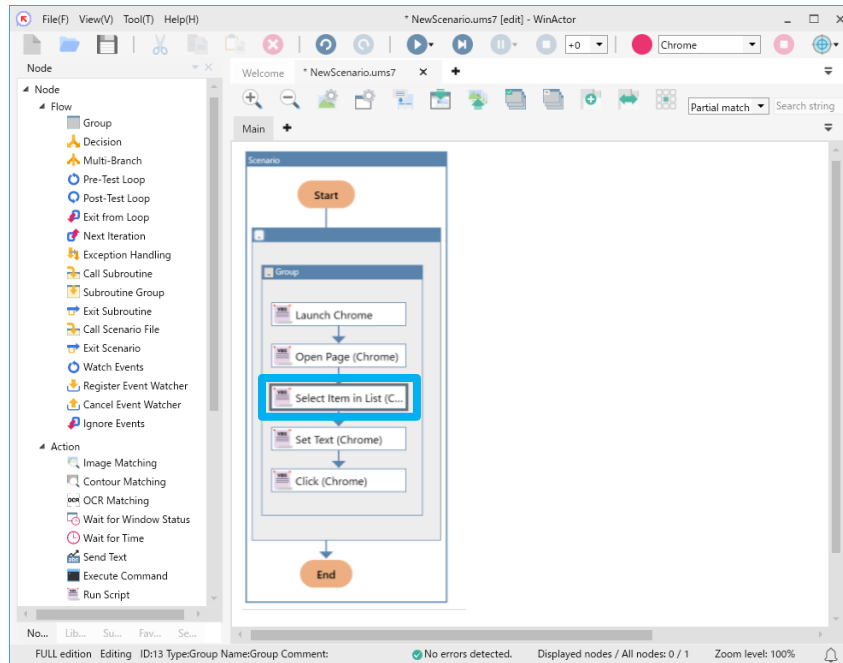 File(F) View(V) Tool(T) Help(H) * NewScenario.ums7 [edit] - WinActor
+0 Chrome
Node
Welcome * NewScenario.ums7
Node
Flow
Group
Decision
Multi-Branch
Pre-Test Loop
Post-Test Loop
Exit from Loop
Next Iteration
Exception Handling
Call Subroutine
Subroutine Group
Exit Subroutine
Call Scenario File
Exit Scenario
Watch Events
Register Event Watcher
Cancel Event Watcher
Ignore Events
Action
Image Matching
Contour Matching
OCR OCR Matching
Wait for Window Status
Wait for Time
Send Text
Execute Command
Run Script
No... Lib... Su... Fav... Se...
Partial match Search string
Main
Scenario
Start
Group
VBS Launch Chrome
VBS Open Page (Chrome)
VBS Select Item in List (C...
VBS Set Text (Chrome)
VBS Click (Chrome)
End
FULL edition Editing ID:13 Type:Group Name:Group Comment: No errors detected. Displayed nodes / All nodes: 0 / 1 Zoom level: 100%